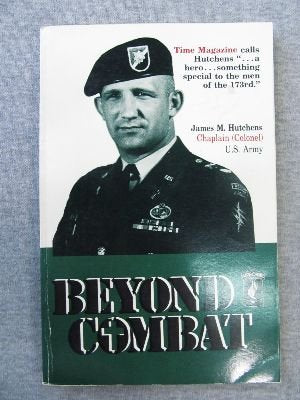 Time Magazine calls
Hutchens “...a
hero...something
special to the men
of the 173rd.”
James M. Hutchens
Chaplain (Colonel)
U.S. Army
BEYOND
COMBAT